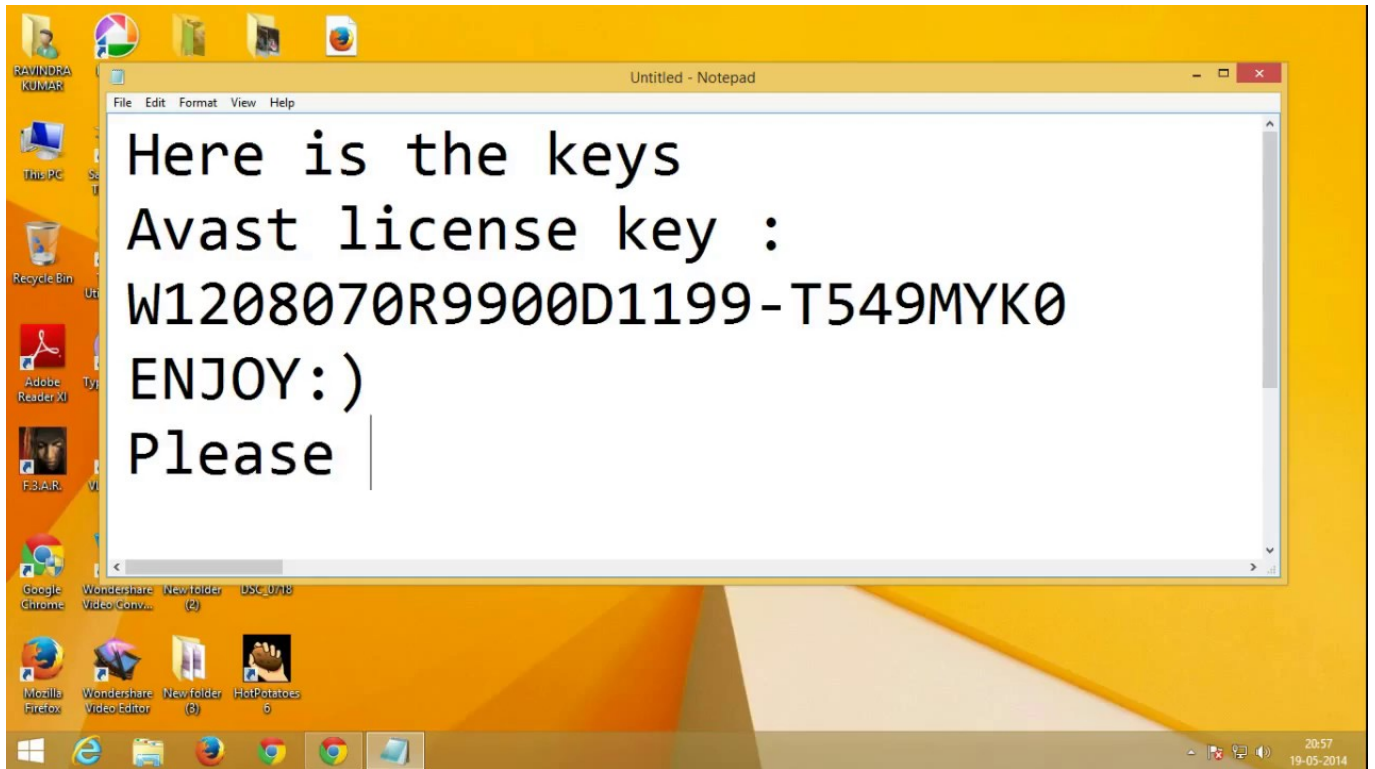 RAVINDRA
KUMAR
Untitled - Notepad
File Edit Format View Help
Here is the keys
Avast license key :
W1208070R9900D1199-T549MYK0
ENJOY:)
Please
This PC
Recycle Bin
Adobe
Reader XI
F.3.A.R.
Google
Chrome
Wondershare
Video Conv...
New folder
(2)
DSC_0718
Mozilla
Firefox
Wondershare
Video Editor
New folder
(3)
HotPotatoes
6
20:57
19-05-2014